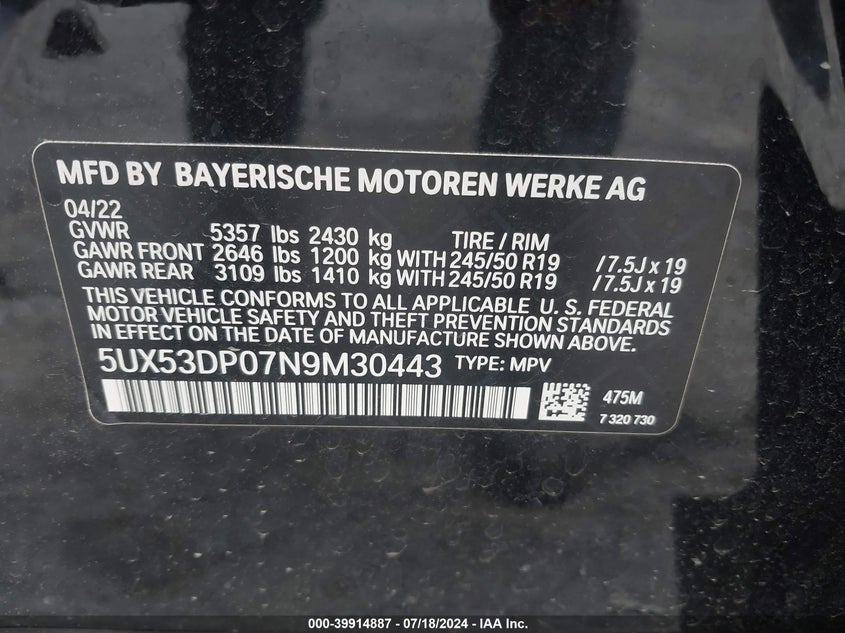 MFD BY BAYERISCHE MOTOREN WERKE AG
04/22
GVWR 5357 lbs 2430 kg TIRE / RIM
GAWR FRONT 2646 lbs 1200 kg WITH 245/50 R19 / 7.5J x 19
GAWR REAR 3109 lbs 1410 kg WITH 245/50 R19 / 7.5J x 19
THIS VEHICLE CONFORMS TO ALL APPLICABLE U. S. FEDERAL
MOTOR VEHICLE SAFETY AND THEFT PREVENTION STANDARDS
IN EFFECT ON THE DATE OF MANUFACTURE SHOWN ABOVE.
5UX53DP07N9M30443 TYPE: MPV
475M
7 320 730
000-39914887 - 07/18/2024 - IAA Inc.